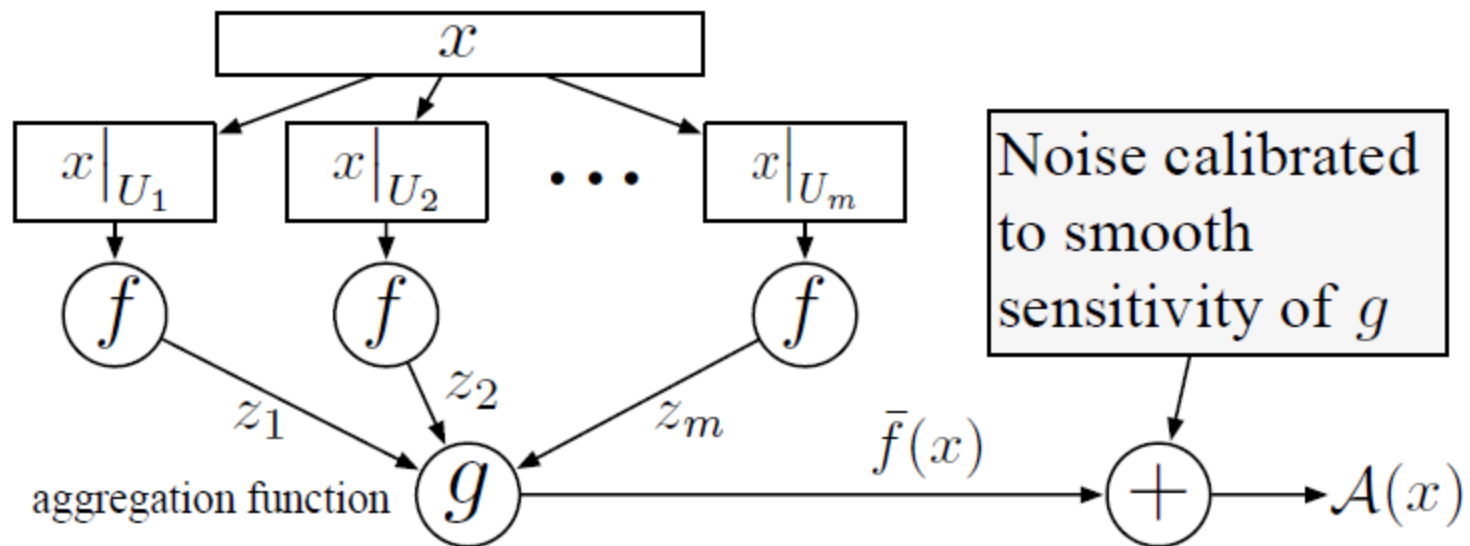 x
x|U₁ x|U₂ ••• x|Uₘ
Noise calibrated
to smooth
sensitivity of g
f f f
z₁ z₂ zₘ
f̄(x)
aggregation function g + 𝒜(x)